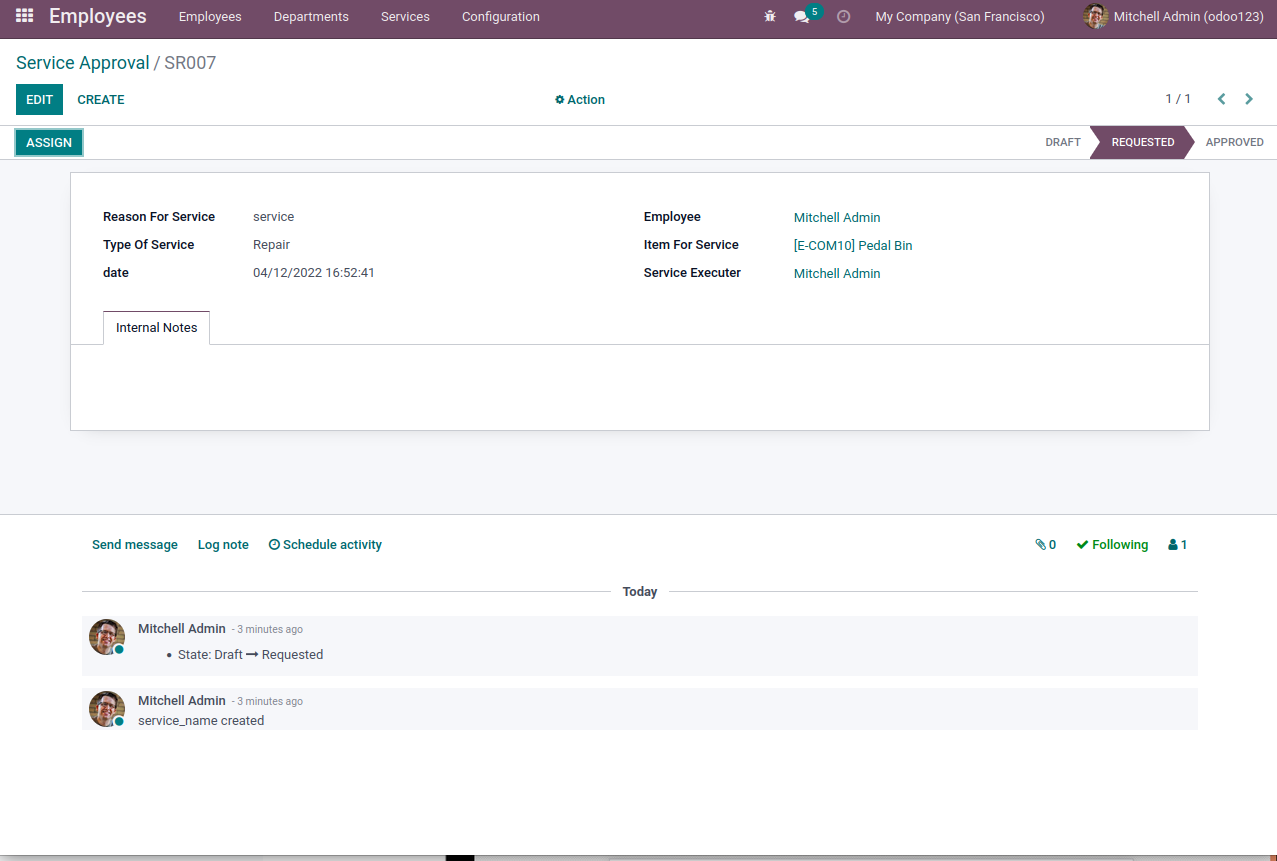 Employees Employees Departments Services Configuration 5 My Company (San Francisco) Mitchell Admin (odoo123)
Service Approval / SR007
EDIT CREATE Action 1 / 1
ASSIGN DRAFT REQUESTED APPROVED
Reason For Service service Employee Mitchell Admin
Type Of Service Repair Item For Service [E-COM10] Pedal Bin
date 04/12/2022 16:52:41 Service Executer Mitchell Admin
Internal Notes
Send message Log note Schedule activity 0 Following 1
Today
Mitchell Admin - 3 minutes ago
• State: Draft → Requested
Mitchell Admin - 3 minutes ago
service_name created